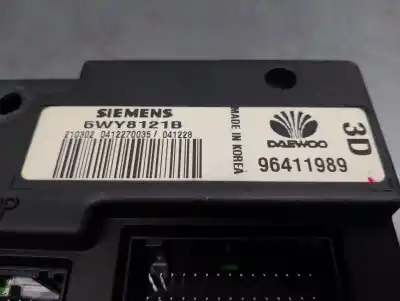 SIEMENS
5WY8121B
210302 0412270035/ 041228
MADE IN KOREA
DAEWOO
3D
96411989